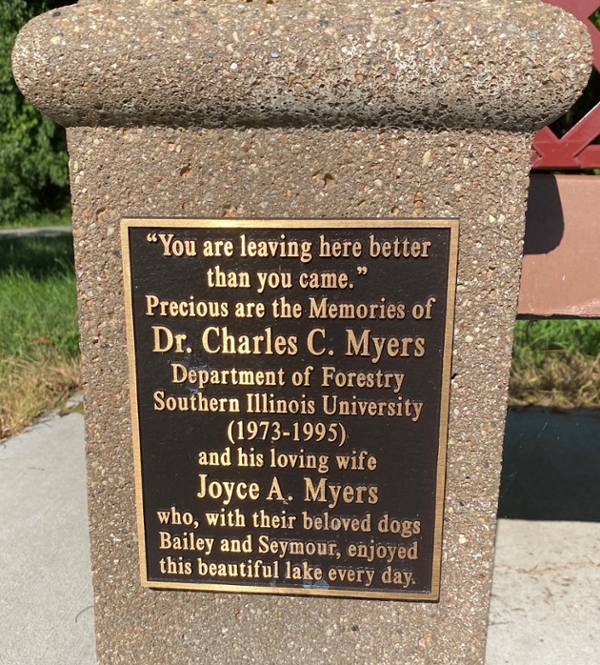 “You are leaving here better
than you came.”
Precious are the Memories of
Dr. Charles C. Myers
Department of Forestry
Southern Illinois University
(1973-1995)
and his loving wife
Joyce A. Myers
who, with their beloved dogs
Bailey and Seymour, enjoyed
this beautiful lake every day.